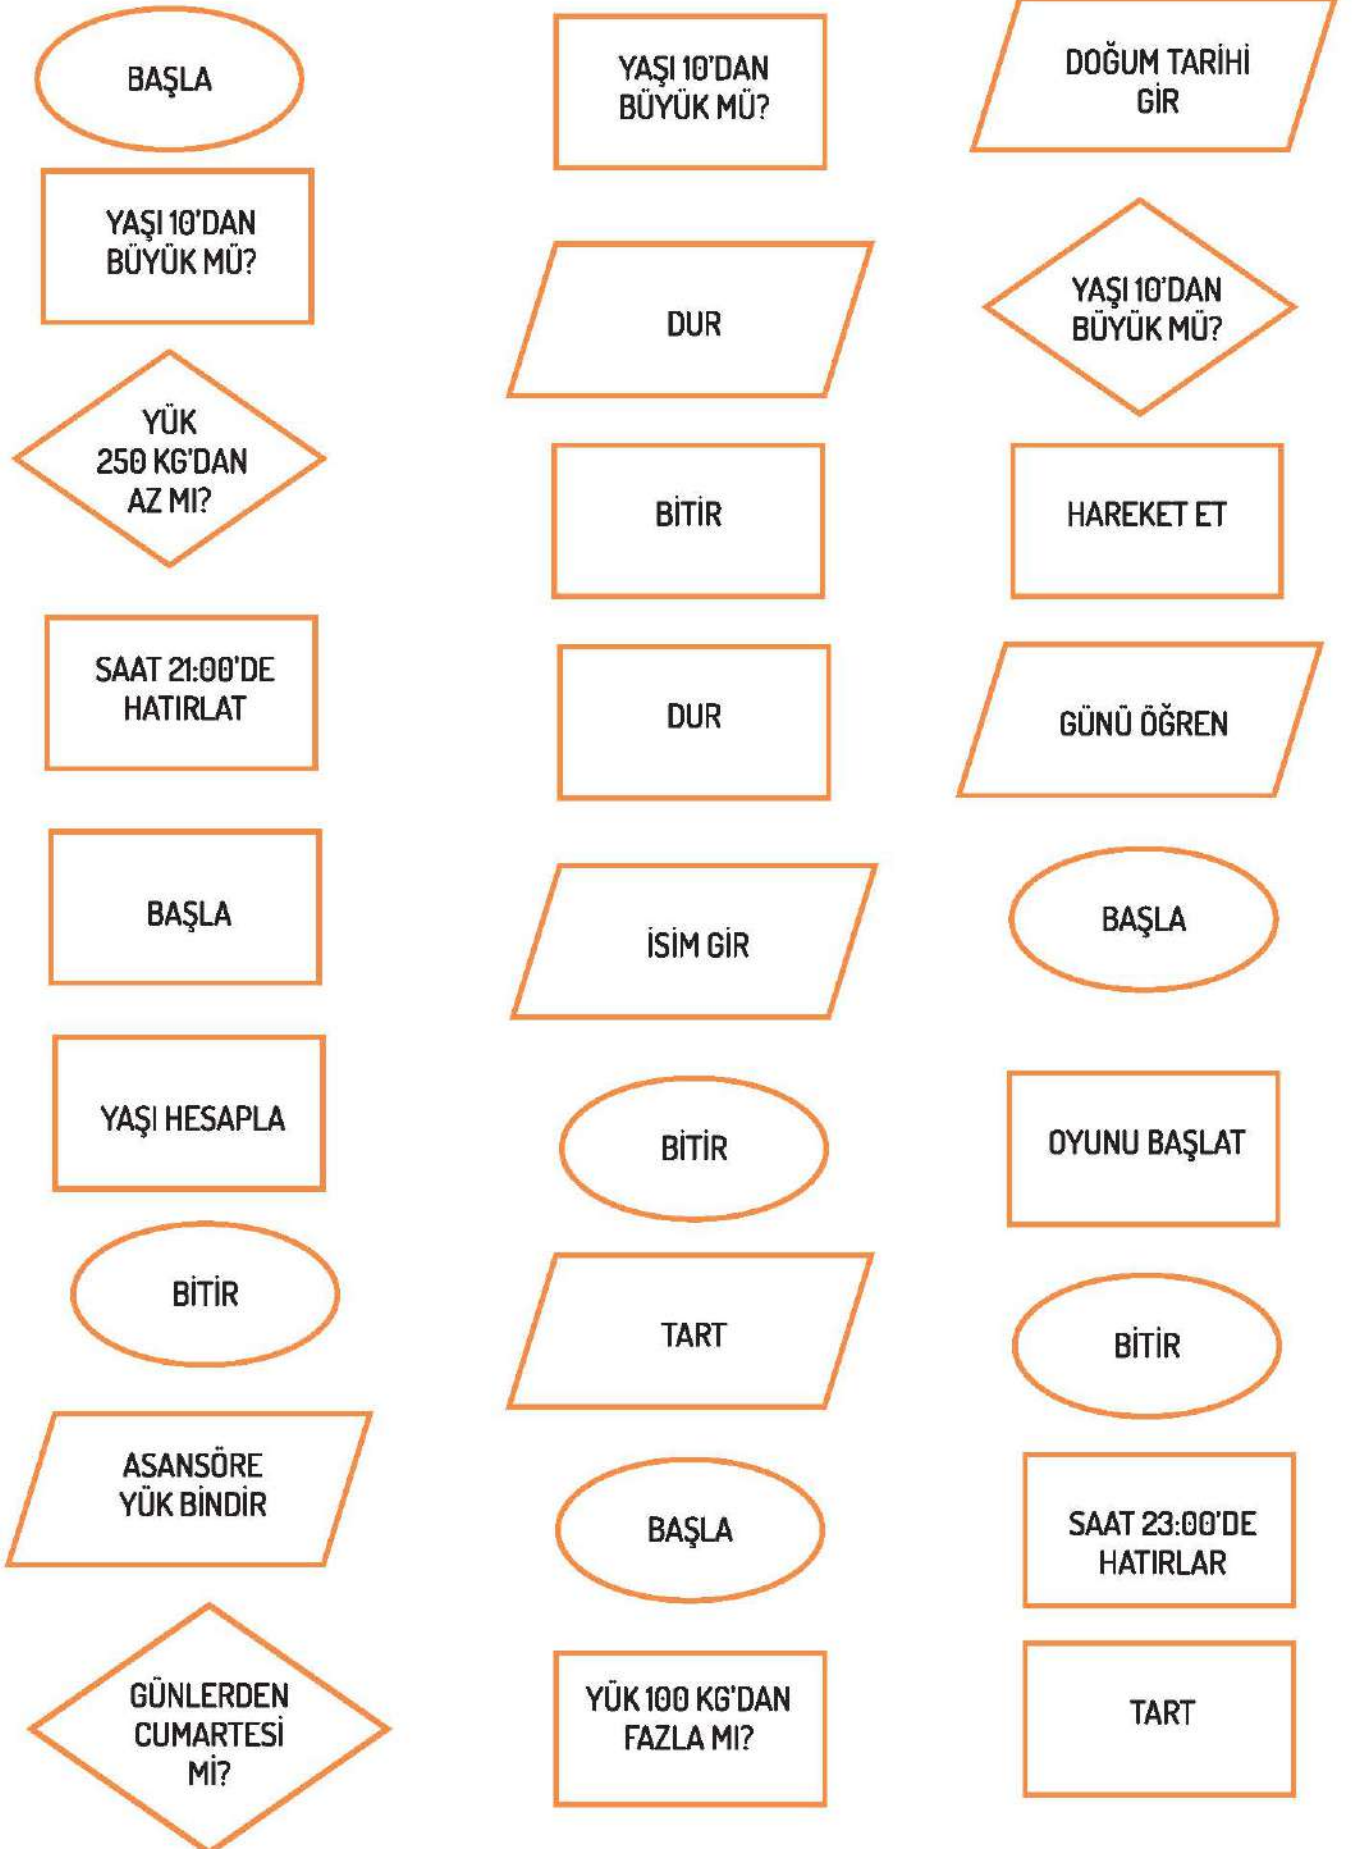 BAŞLA
YAŞI 10'DAN
BÜYÜK MÜ?
YÜK
250 KG'DAN
AZ MI?
SAAT 21:00'DE
HATIRLAT
BAŞLA
YAŞI HESAPLA
BİTİR
ASANSÖRE
YÜK BİNDİR
GÜNLERDEN
CUMARTESİ
Mİ?
YAŞI 10'DAN
BÜYÜK MÜ?
DUR
BİTİR
DUR
İSİM GİR
BİTİR
TART
BAŞLA
YÜK 100 KG'DAN
FAZLA MI?
DOĞUM TARİHİ
GİR
YAŞI 10'DAN
BÜYÜK MÜ?
HAREKET ET
GÜNÜ ÖĞREN
BAŞLA
OYUNU BAŞLAT
BİTİR
SAAT 23:00'DE
HATIRLAR
TART